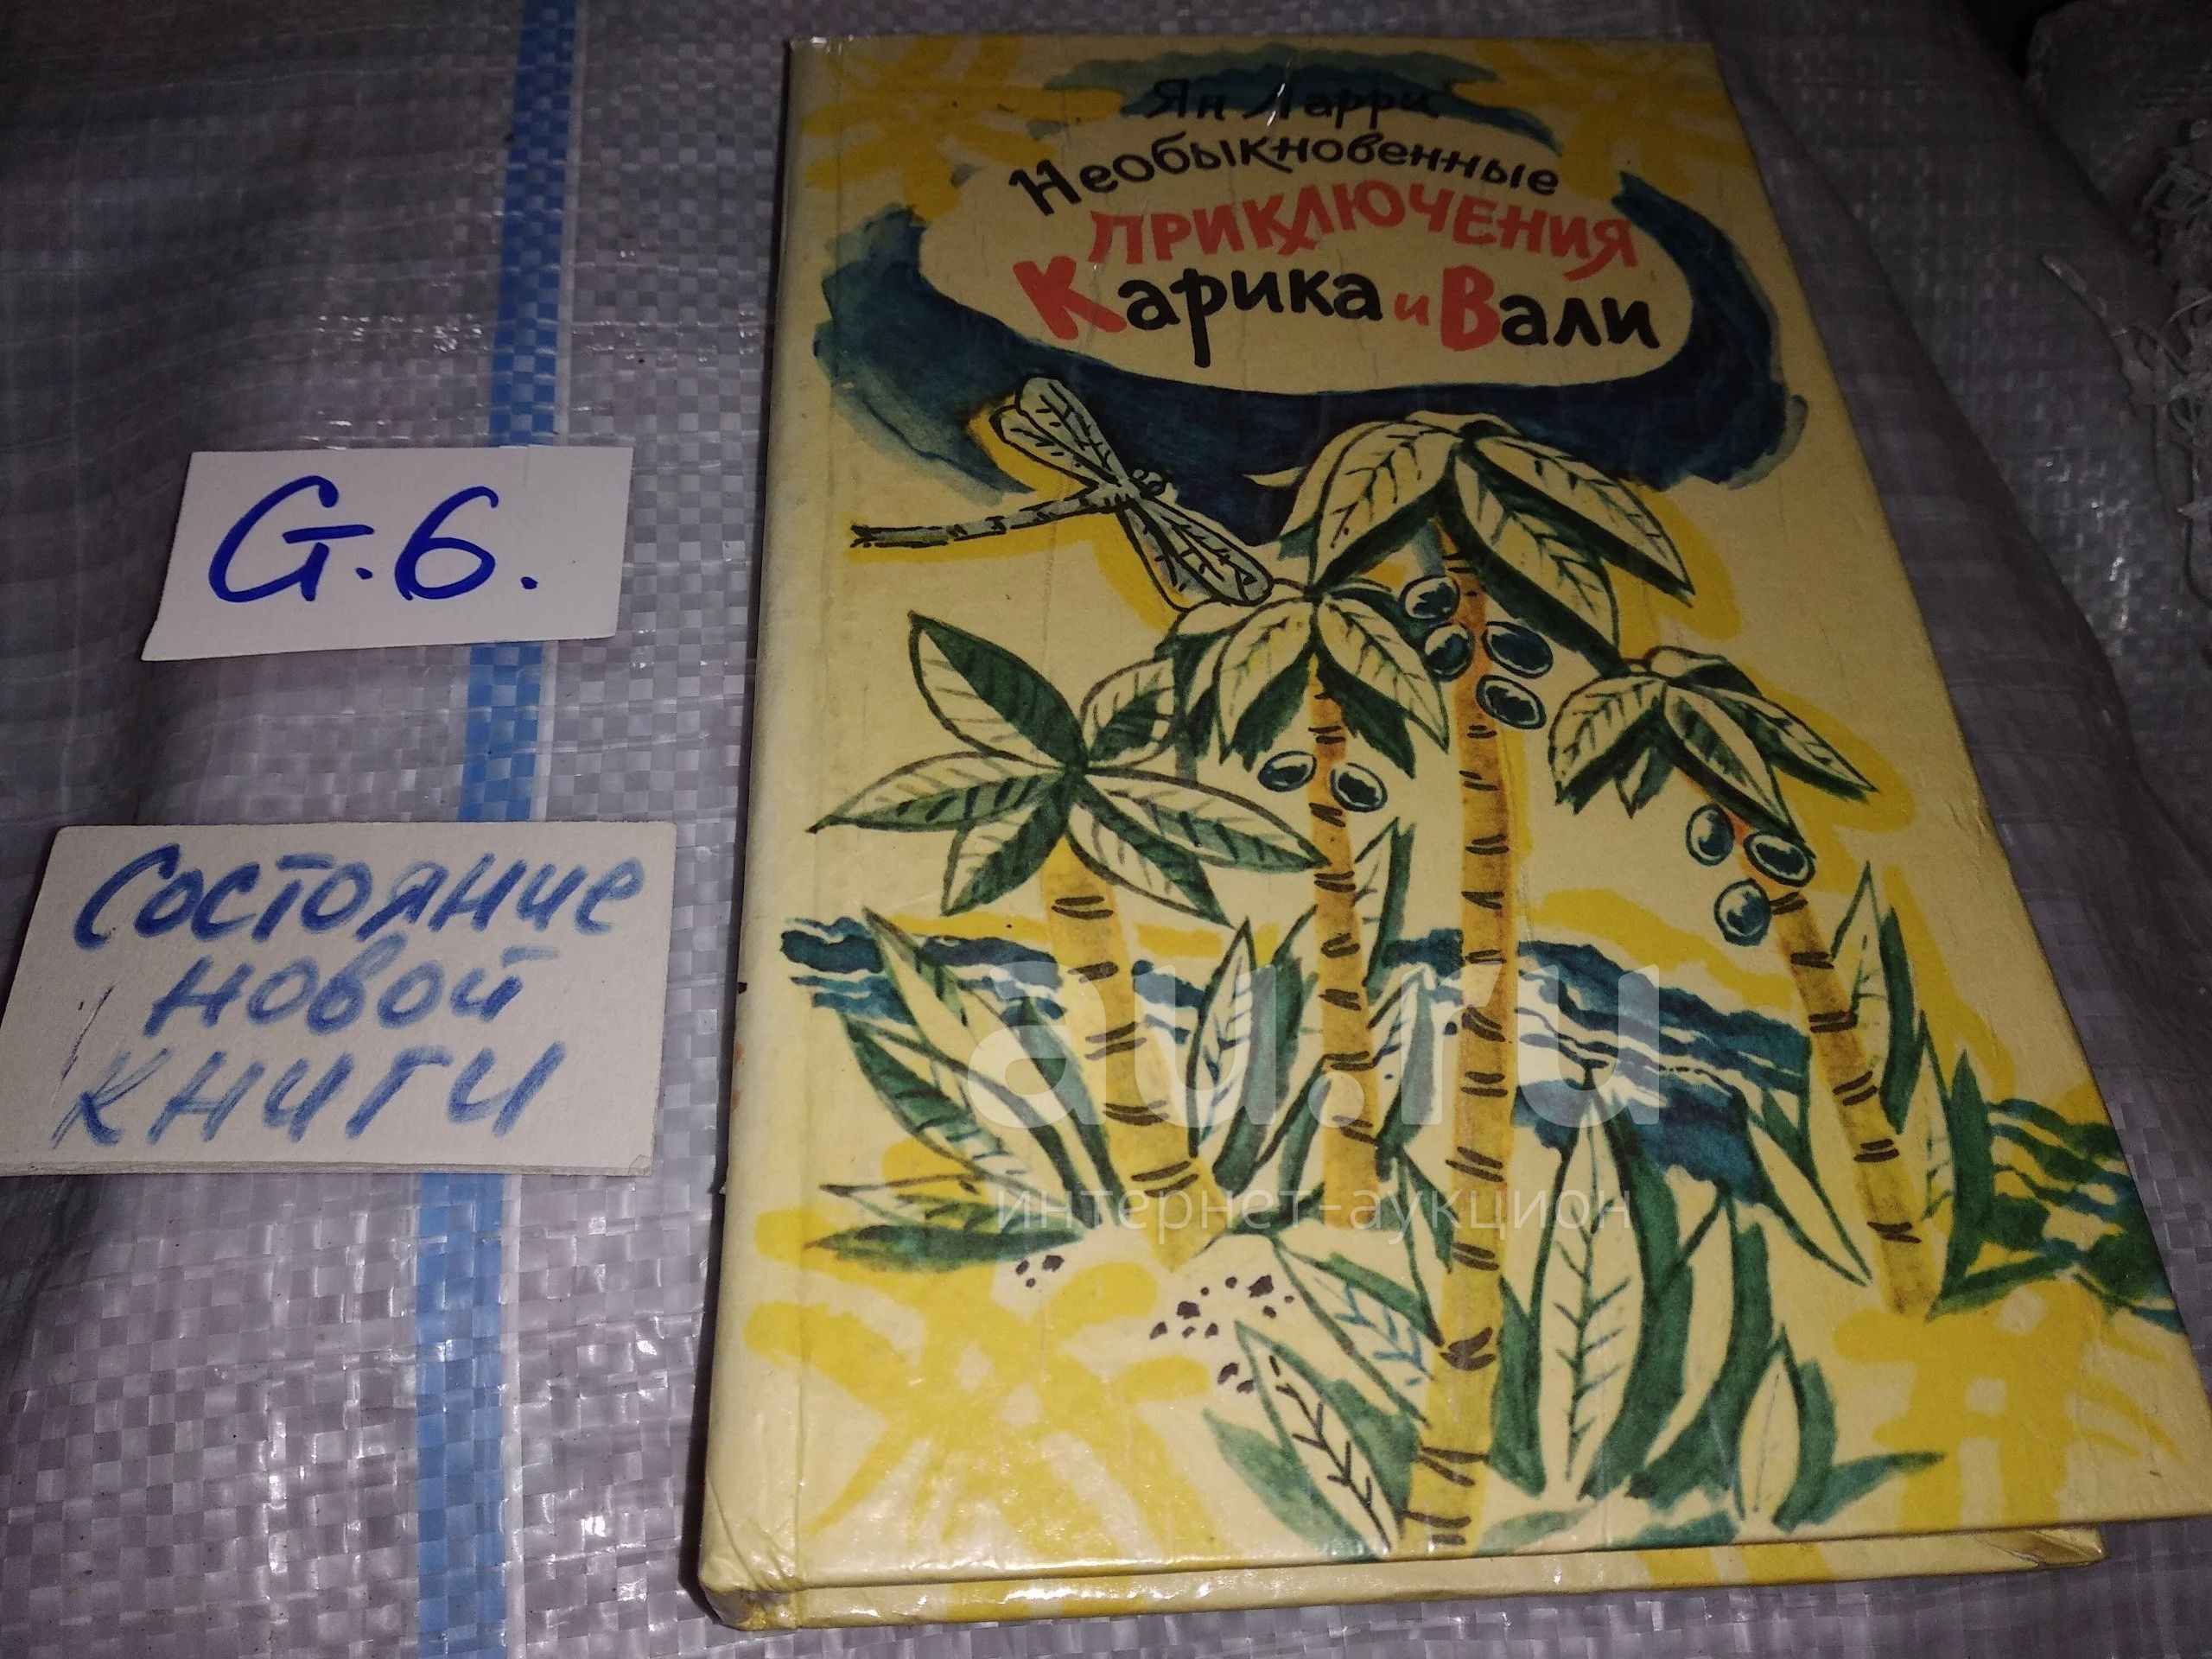 Ян Ларри
Необыкновенные
приключения
Карика и Вали
G.6.
Состояние
новой
книги
au.ru
интернет-аукцион